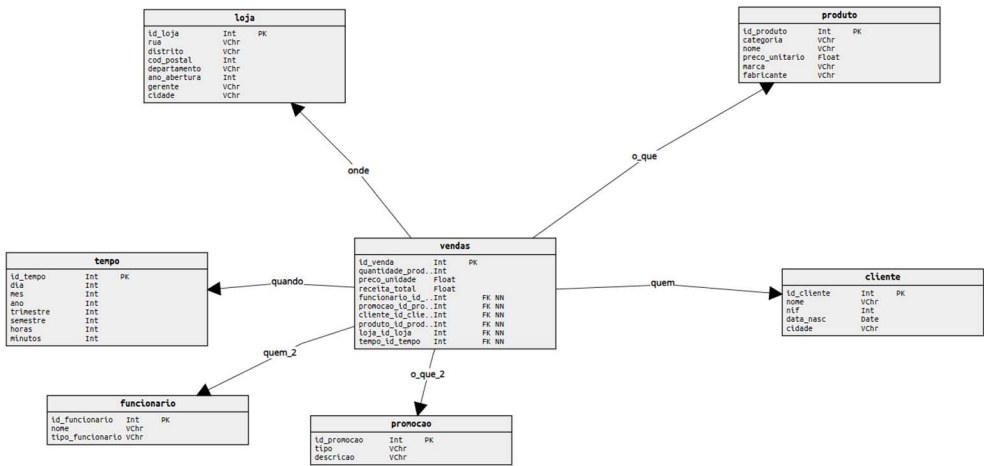 loja
id_loja Int PK
rua VChr
distrito VChr
cod_postal Int
departamento VChr
ano_abertura Int
gerente VChr
cidade VChr
produto
id_produto Int PK
categoria VChr
nome VChr
preco_unitario Float
marca VChr
fabricante VChr
o_que
onde
vendas
id_venda Int PK
quantidade_prod..Int
preco_unidade Float
receita_total Float
funcionario_id_..Int FK NN
promocao_id_pro..Int FK NN
cliente_id_clie..Int FK NN
produto_id_prod..Int FK NN
loja_id_loja Int FK NN
tempo_id_tempo Int FK NN
tempo
id_tempo Int PK
dia Int
mes Int
ano Int
trimestre Int
semestre Int
horas Int
minutos Int
quando
quem
cliente
id_cliente Int PK
nome VChr
nif Int
data_nasc Date
cidade VChr
quem_2
o_que_2
funcionario
id_funcionario Int PK
nome VChr
tipo_funcionario VChr
promocao
id_promocao Int PK
tipo VChr
descricao VChr